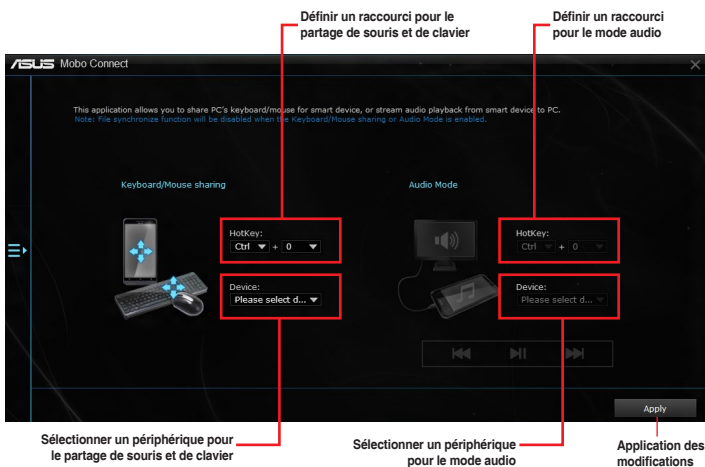 Définir un raccourci pour le
partage de souris et de clavier
Définir un raccourci
pour le mode audio
ASUS Mobo Connect
This application allows you to share PC's keyboard/mouse for smart device, or stream audio playback from smart device to PC.
Note: File synchronize function will be disabled when the Keyboard/Mouse sharing or Audio Mode is enabled.
Keyboard/Mouse sharing
HotKey:
Ctrl + 0
Device:
Please select d...
Audio Mode
HotKey:
Ctrl + 0
Device:
Please select d...
Apply
Sélectionner un périphérique pour
le partage de souris et de clavier
Sélectionner un périphérique
pour le mode audio
Application des
modifications